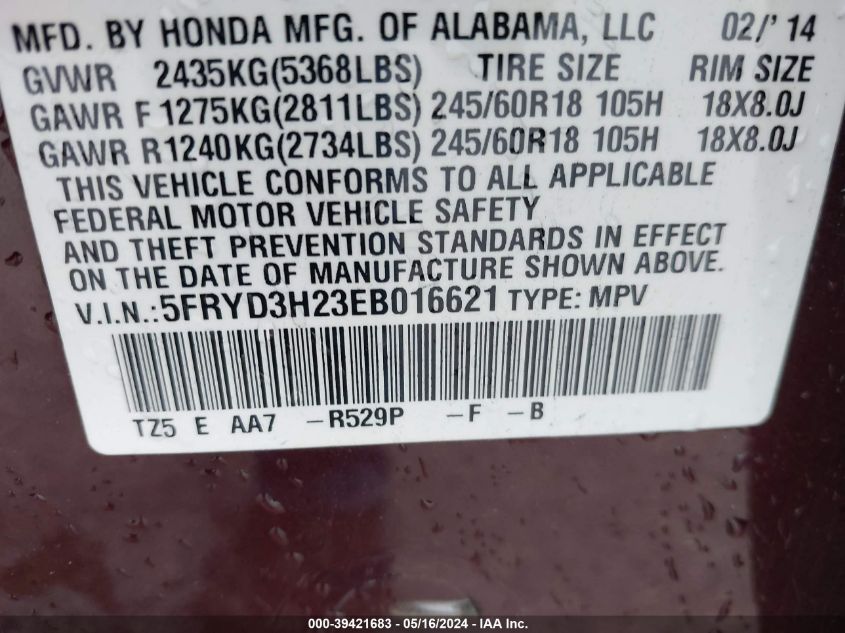 MFD. BY HONDA MFG. OF ALABAMA, LLC 02/' 14
GVWR 2435KG(5368LBS) TIRE SIZE RIM SIZE
GAWR F1275KG(2811LBS) 245/60R18 105H 18X8.0J
GAWR R1240KG(2734LBS) 245/60R18 105H 18X8.0J
THIS VEHICLE CONFORMS TO ALL APPLICABLE
FEDERAL MOTOR VEHICLE SAFETY
AND THEFT PREVENTION STANDARDS IN EFFECT
ON THE DATE OF MANUFACTURE SHOWN ABOVE.
V.I.N.:5FRYD3H23EB016621 TYPE: MPV
TZ5 E AA7 –R529P –F –B
000-39421683 - 05/16/2024 - IAA Inc.